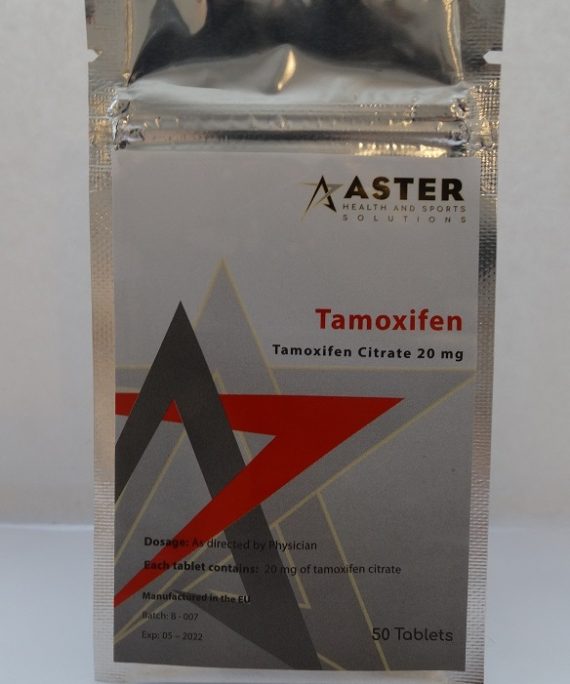 ASTER
HEALTH AND SPORTS
SOLUTIONS
Tamoxifen
Tamoxifen Citrate 20 mg
Dosage: As directed by Physician
Each tablet contains: 20 mg of tamoxifen citrate
Manufactured in the EU
Batch: B - 007
Exp: 05 – 2022
50 Tablets